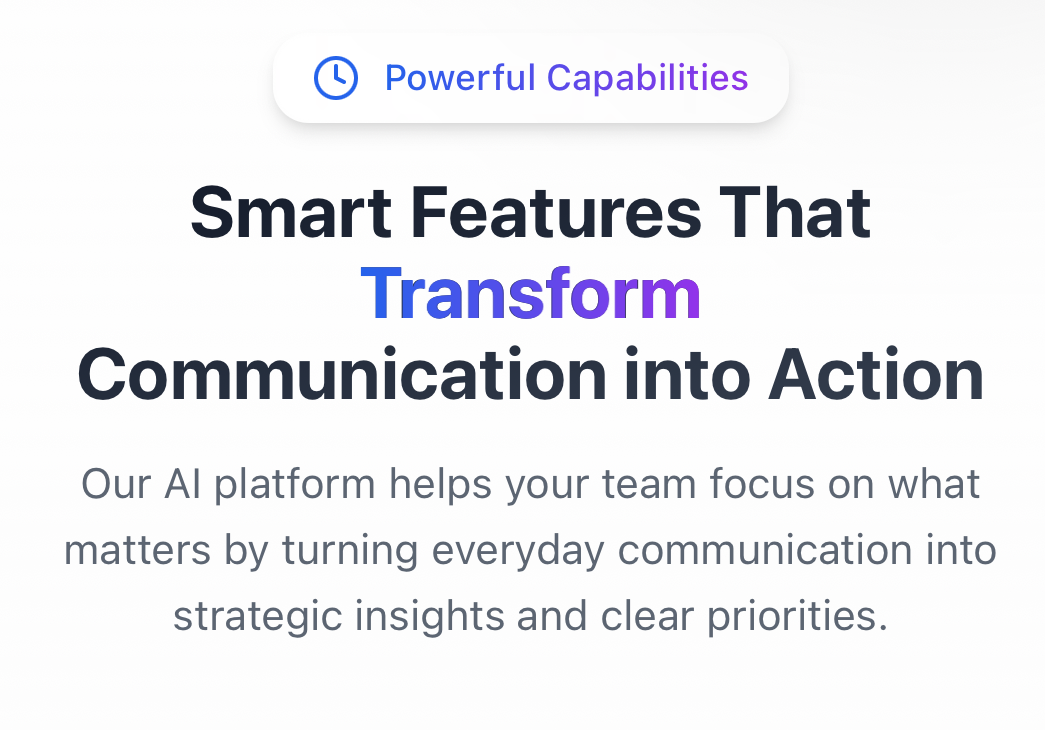 Powerful Capabilities
Smart Features That
Transform
Communication into Action
Our AI platform helps your team focus on what
matters by turning everyday communication into
strategic insights and clear priorities.